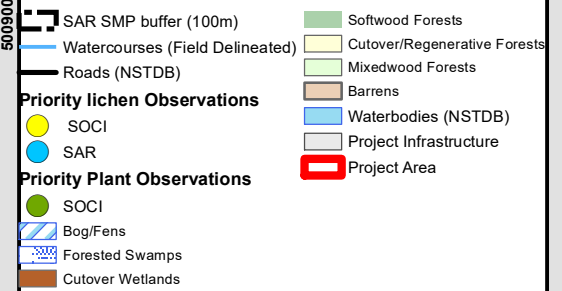 500900
SAR SMP buffer (100m)
Watercourses (Field Delineated)
Roads (NSTDB)
Priority lichen Observations
SOCI
SAR
Priority Plant Observations
SOCI
Bog/Fens
Forested Swamps
Cutover Wetlands
Softwood Forests
Cutover/Regenerative Forests
Mixedwood Forests
Barrens
Waterbodies (NSTDB)
Project Infrastructure
Project Area